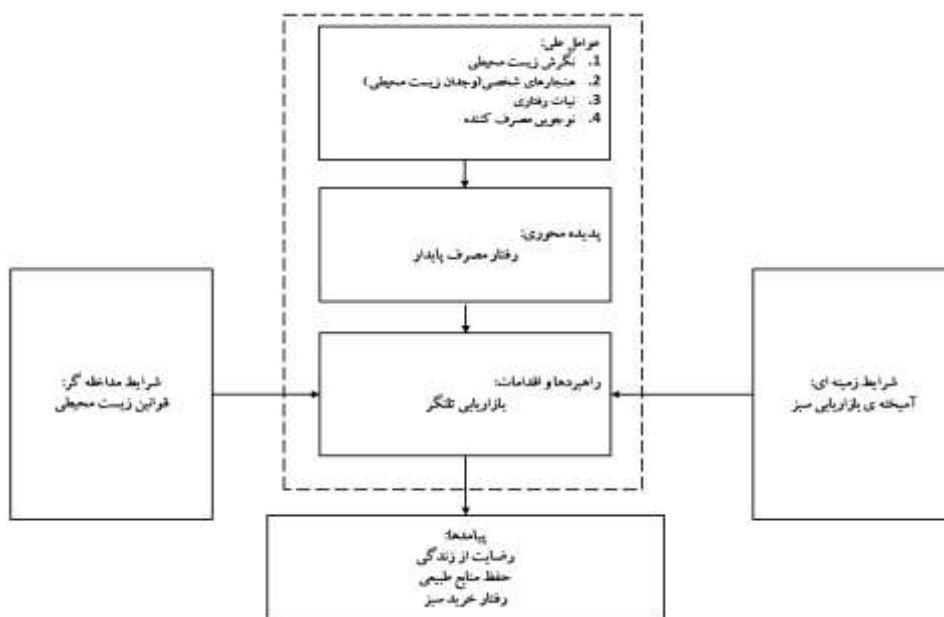 عوامل علی:
1. نگرش زیست محیطی
2. هنجارهای شخصی(وجدان زیست محیطی)
3. نیات رفتاری
4. نوجویی مصرف کننده
پدیده محوری:
رفتار مصرف پایدار
شرایط زمینه ای:
آمیخته ی بازاریابی سبز
راهبردها و اقدامات:
بازاریابی تلنگر
شرایط مداخله گر:
قوانین زیست محیطی
پیامدها:
رضایت از زندگی
حفظ منابع طبیعی
رفتار خرید سبز